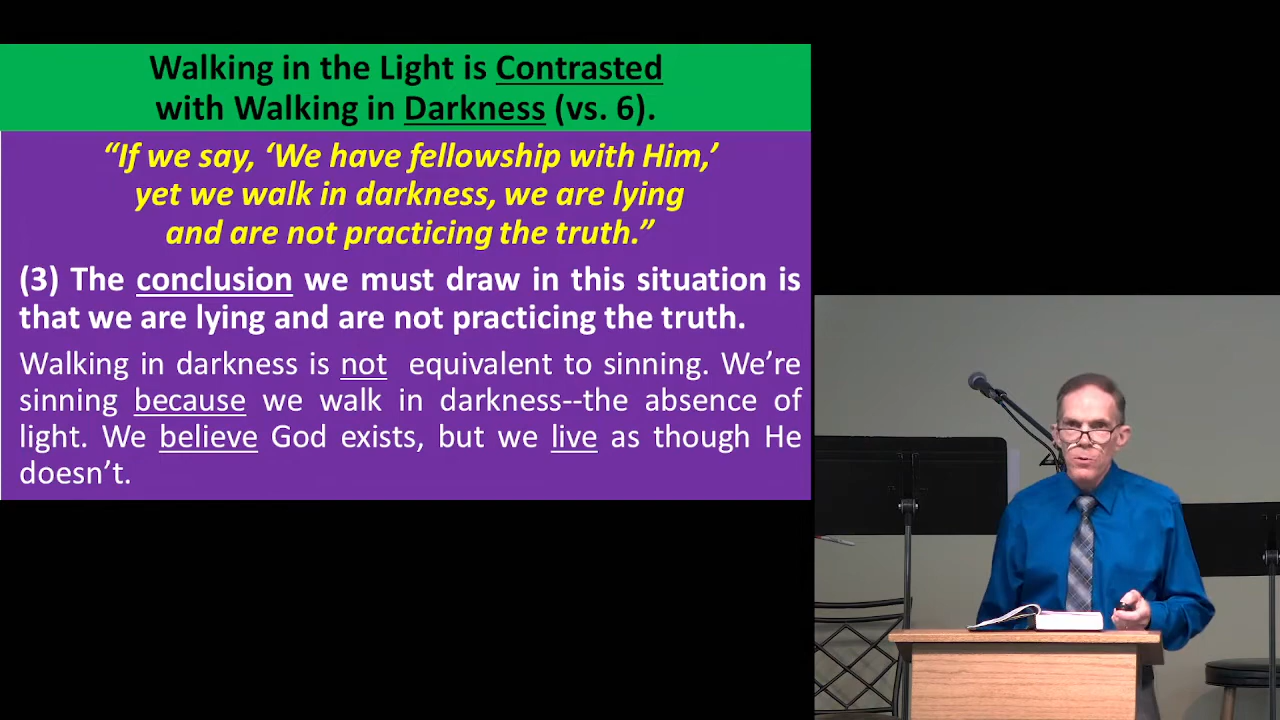 Walking in the Light is Contrasted
with Walking in Darkness (vs. 6).
“If we say, ‘We have fellowship with Him,’
yet we walk in darkness, we are lying
and are not practicing the truth.”
(3) The conclusion we must draw in this situation is
that we are lying and are not practicing the truth.
Walking in darkness is not equivalent to sinning. We’re
sinning because we walk in darkness--the absence of
light. We believe God exists, but we live as though He
doesn’t.